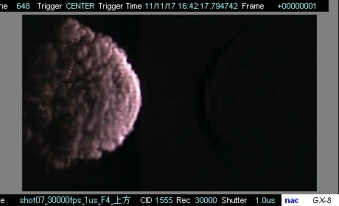 ne 648 Trigger CENTER Trigger Time 11/11/17 16:42:17.794742 Frame +00000001
e shot07_30000fps_1us_F4_上方 CID 1555 Rec 30000 Shutter 1.0us nac GX-8